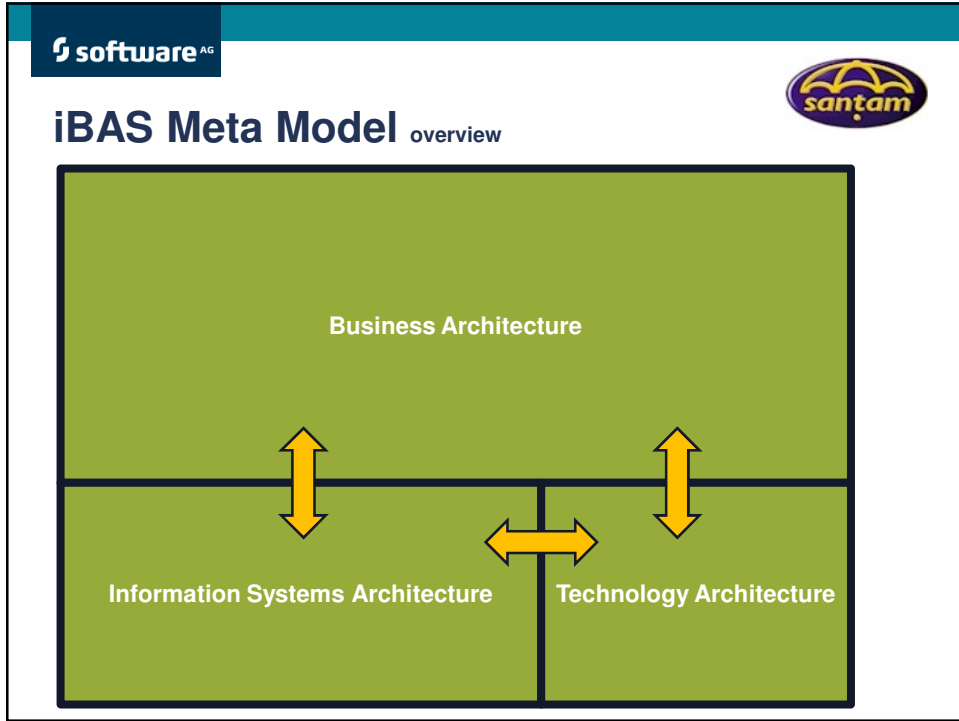 software AG
santam
iBAS Meta Model overview
Business Architecture
Information Systems Architecture
Technology Architecture